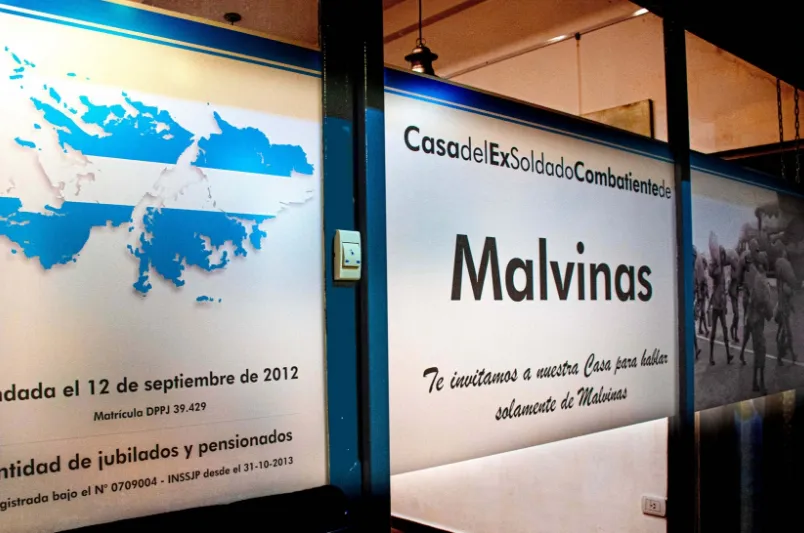 ndada el 12 de septiembre de 2012
Matrícula DPPJ 39.429
ntidad de jubilados y pensionados
egistrada bajo el Nº 0709004 - INSSJP desde el 31-10-2013
CasadelExSoldadoCombatientede
Malvinas
Te invitamos a nuestra Casa para hablar
solamente de Malvinas